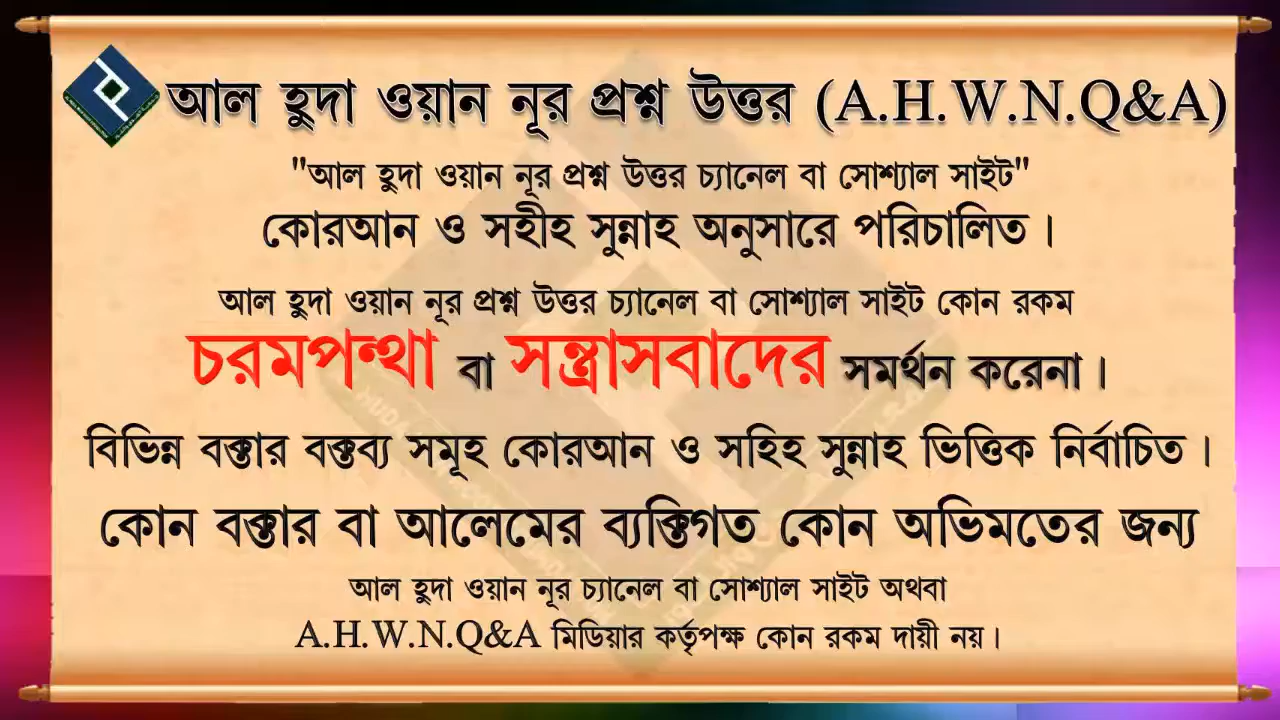 আল হুদা ওয়ান নূর প্রশ্ন উত্তর (A.H.W.N.Q&A)
"আল হুদা ওয়ান নূর প্রশ্ন উত্তর চ্যানেল বা সোশ্যাল সাইট"
কোরআন ও সহীহ সুন্নাহ অনুসারে পরিচালিত।
আল হুদা ওয়ান নূর প্রশ্ন উত্তর চ্যানেল বা সোশ্যাল সাইট কোন রকম
চরমপন্থা বা সন্ত্রাসবাদের সমর্থন করেনা।
বিভিন্ন বক্তার বক্তব্য সমূহ কোরআন ও সহিহ সুন্নাহ ভিত্তিক নির্বাচিত।
কোন বক্তার বা আলেমের ব্যক্তিগত কোন অভিমতের জন্য
আল হুদা ওয়ান নূর চ্যানেল বা সোশ্যাল সাইট অথবা
A.H.W.N.Q&A মিডিয়ার কর্তৃপক্ষ কোন রকম দায়ী নয়।